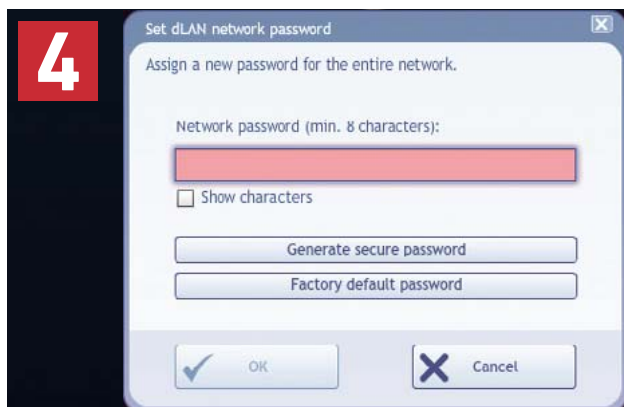 4
Set dLAN network password
Assign a new password for the entire network.
Network password (min. 8 characters):
Show characters
Generate secure password
Factory default password
OK
Cancel